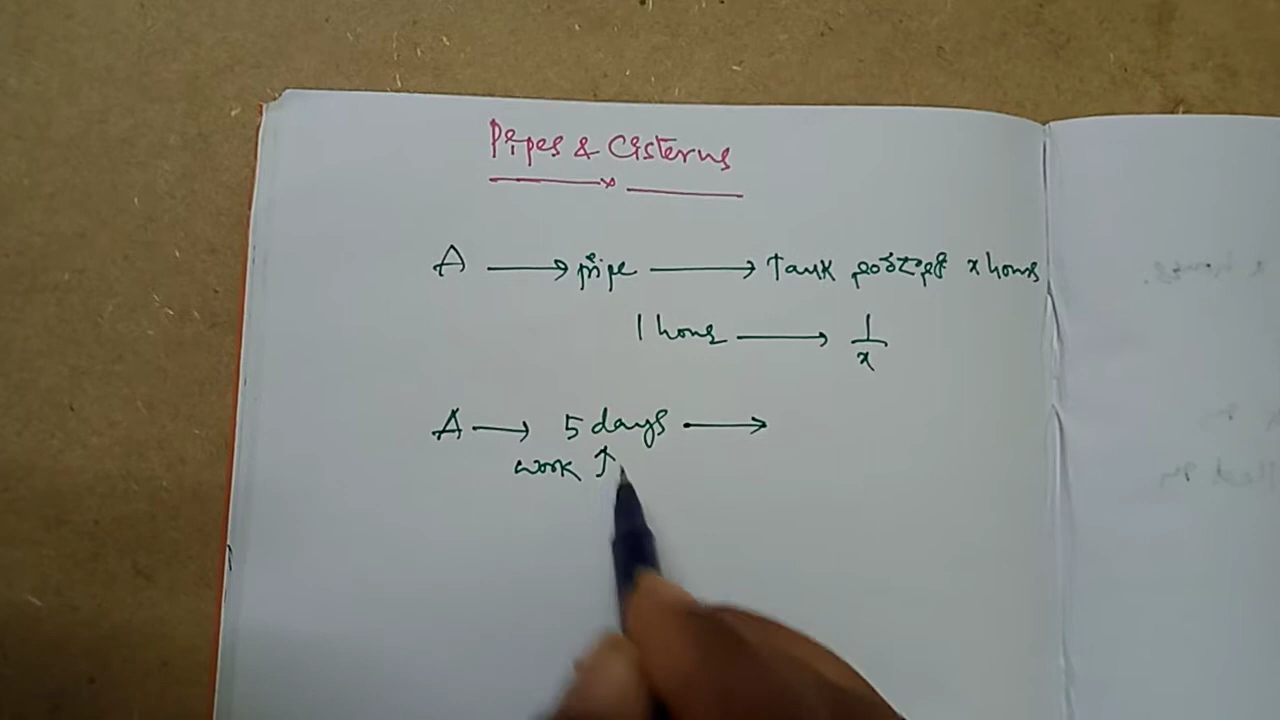 Pipes & Cisterns
A → pipe → Tank x hours
1 hour → 1/x
A → 5 days →
work ↑